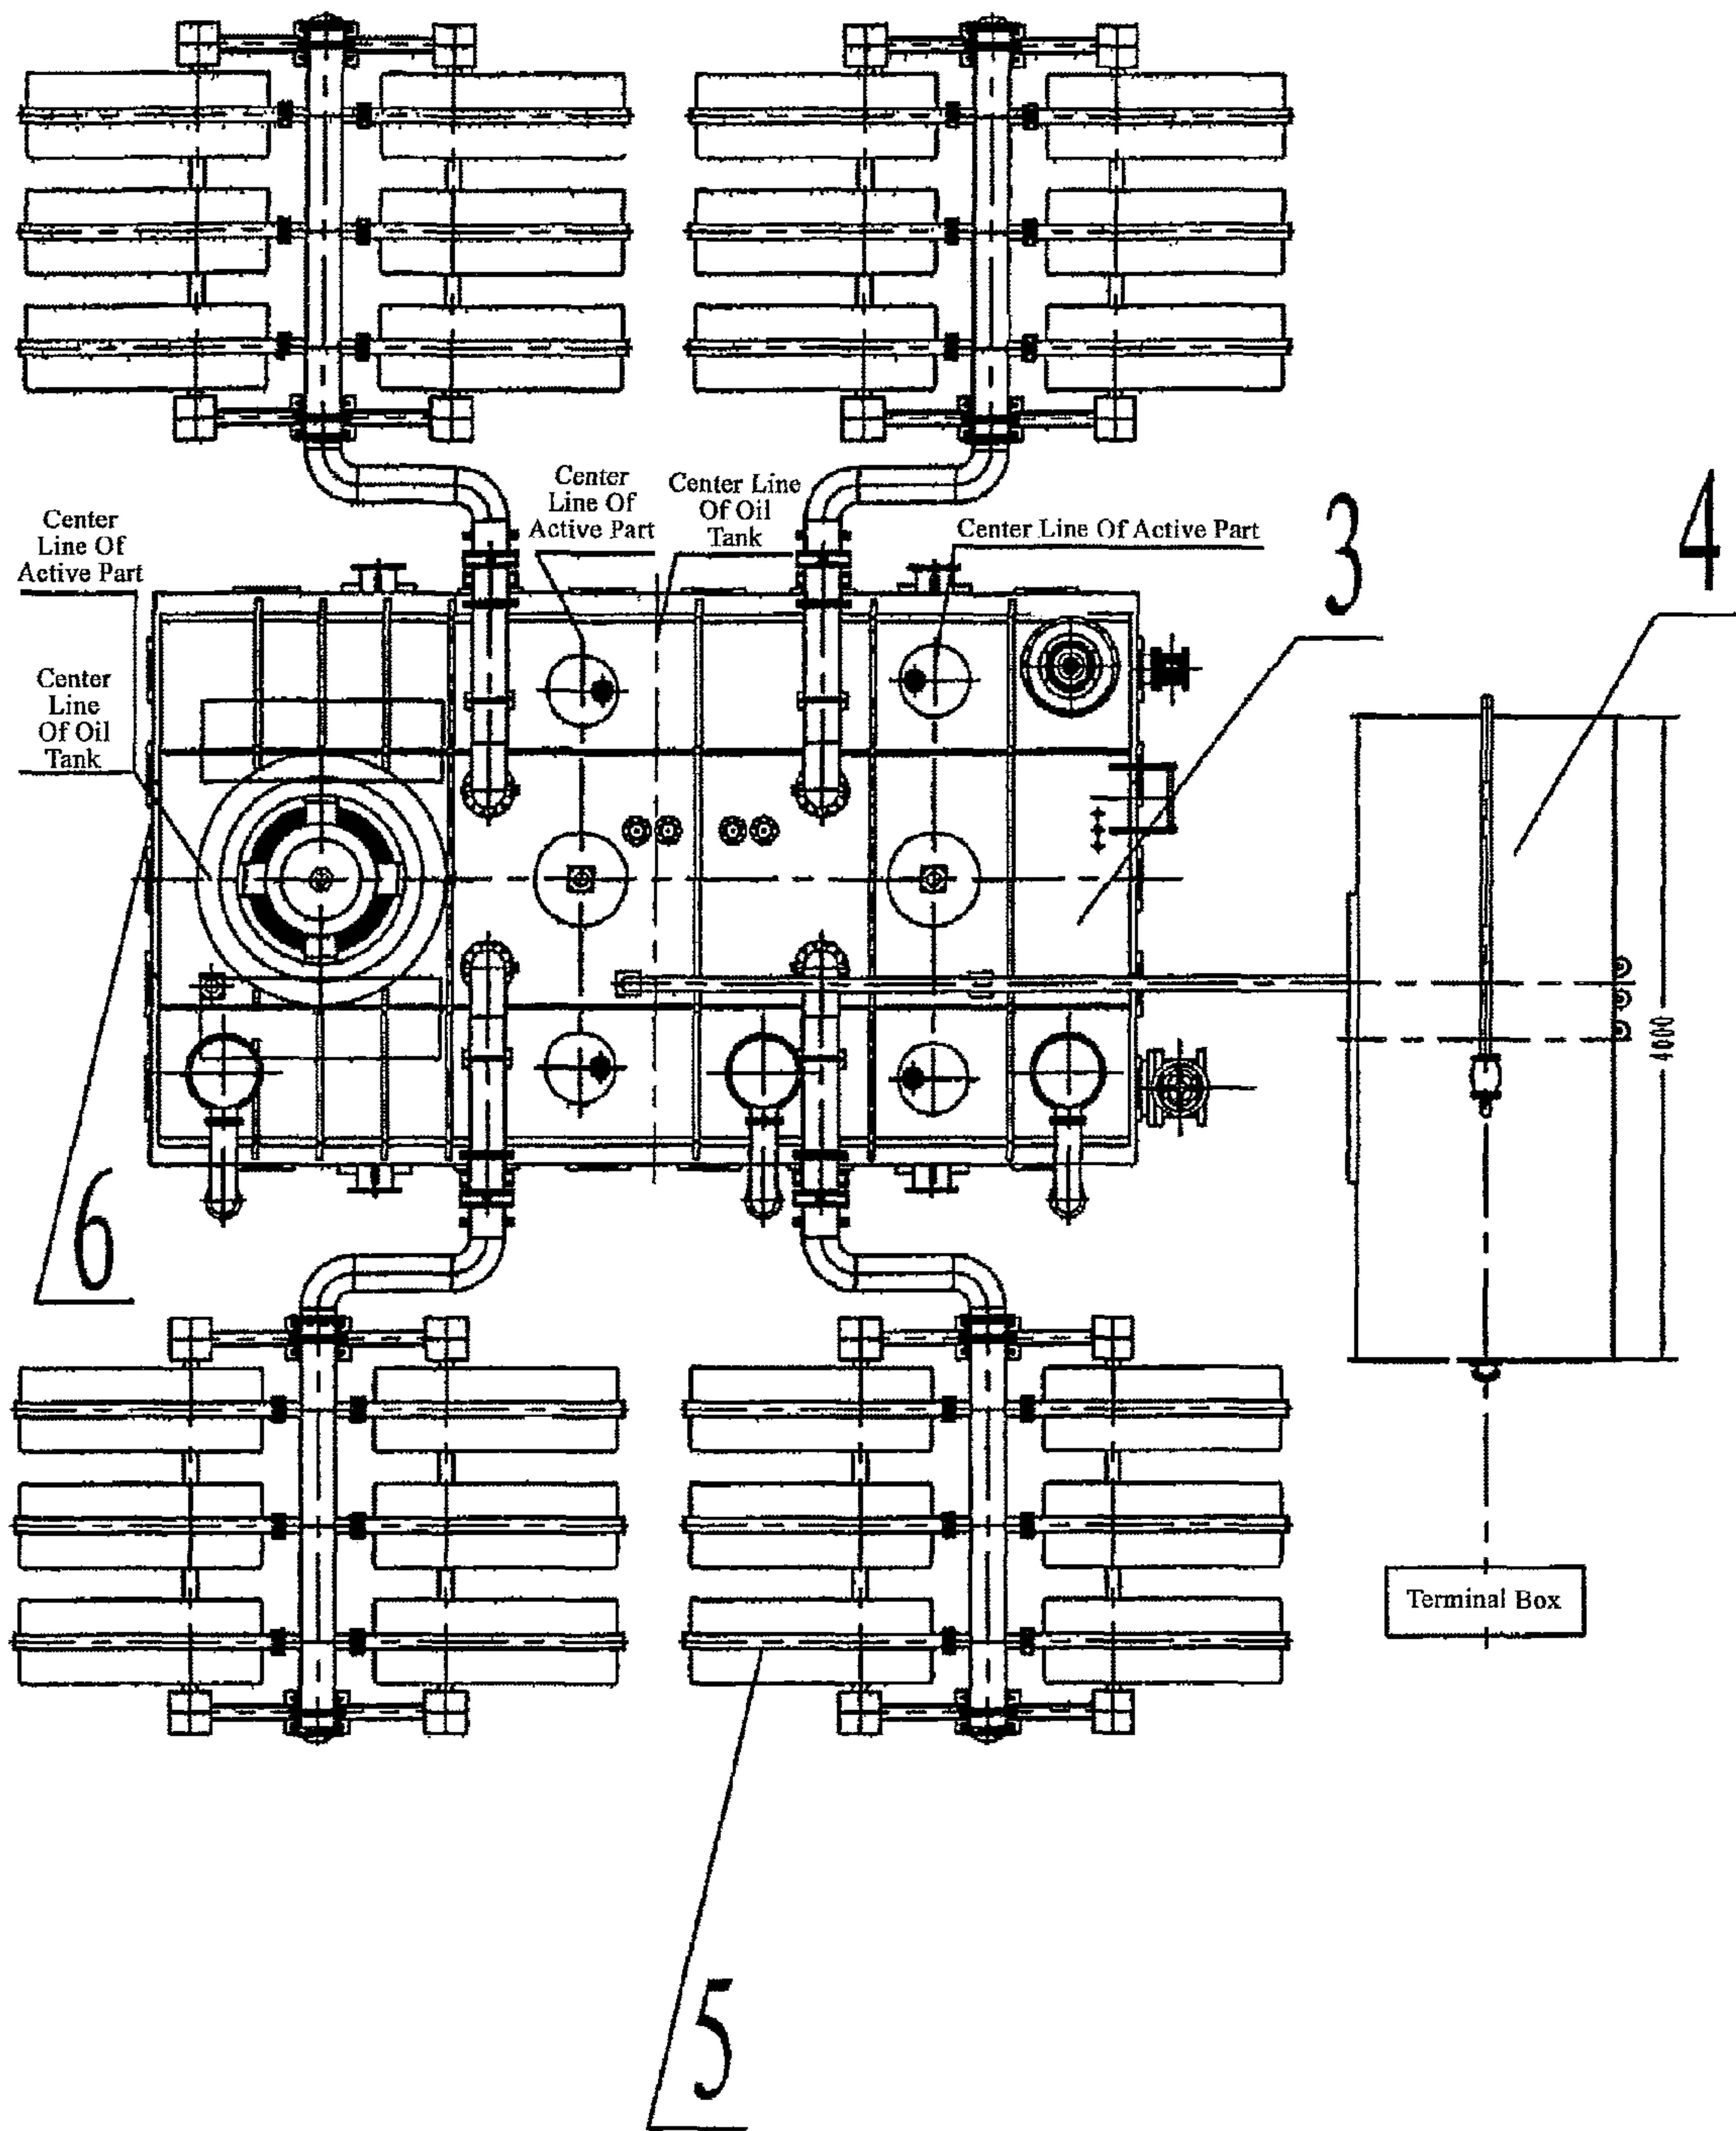 Center
Line Of
Active Part
Center Line
Of Oil
Tank
Center Line Of Active Part
3
4
Center
Line Of
Active Part
Center
Line
Of Oil
Tank
4000
6
Terminal Box
5